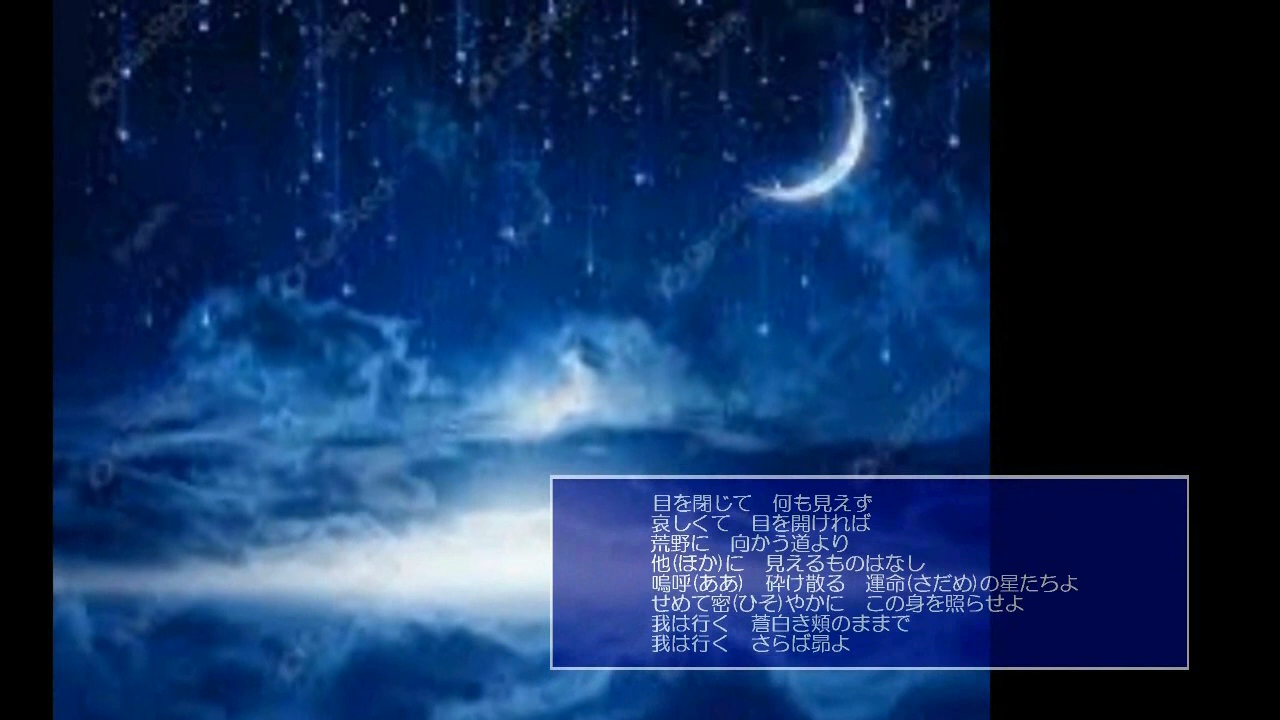 目を閉じて　何も見えず
哀しくて　目を開ければ
荒野に　向かう道より
他(ほか)に　見えるものはなし
嗚呼(ああ)　砕け散る　運命(さだめ)の星たちよ
せめて密(ひそ)やかに　この身を照らせよ
我は行く　蒼白き頬のままで
我は行く　さらば昴よ